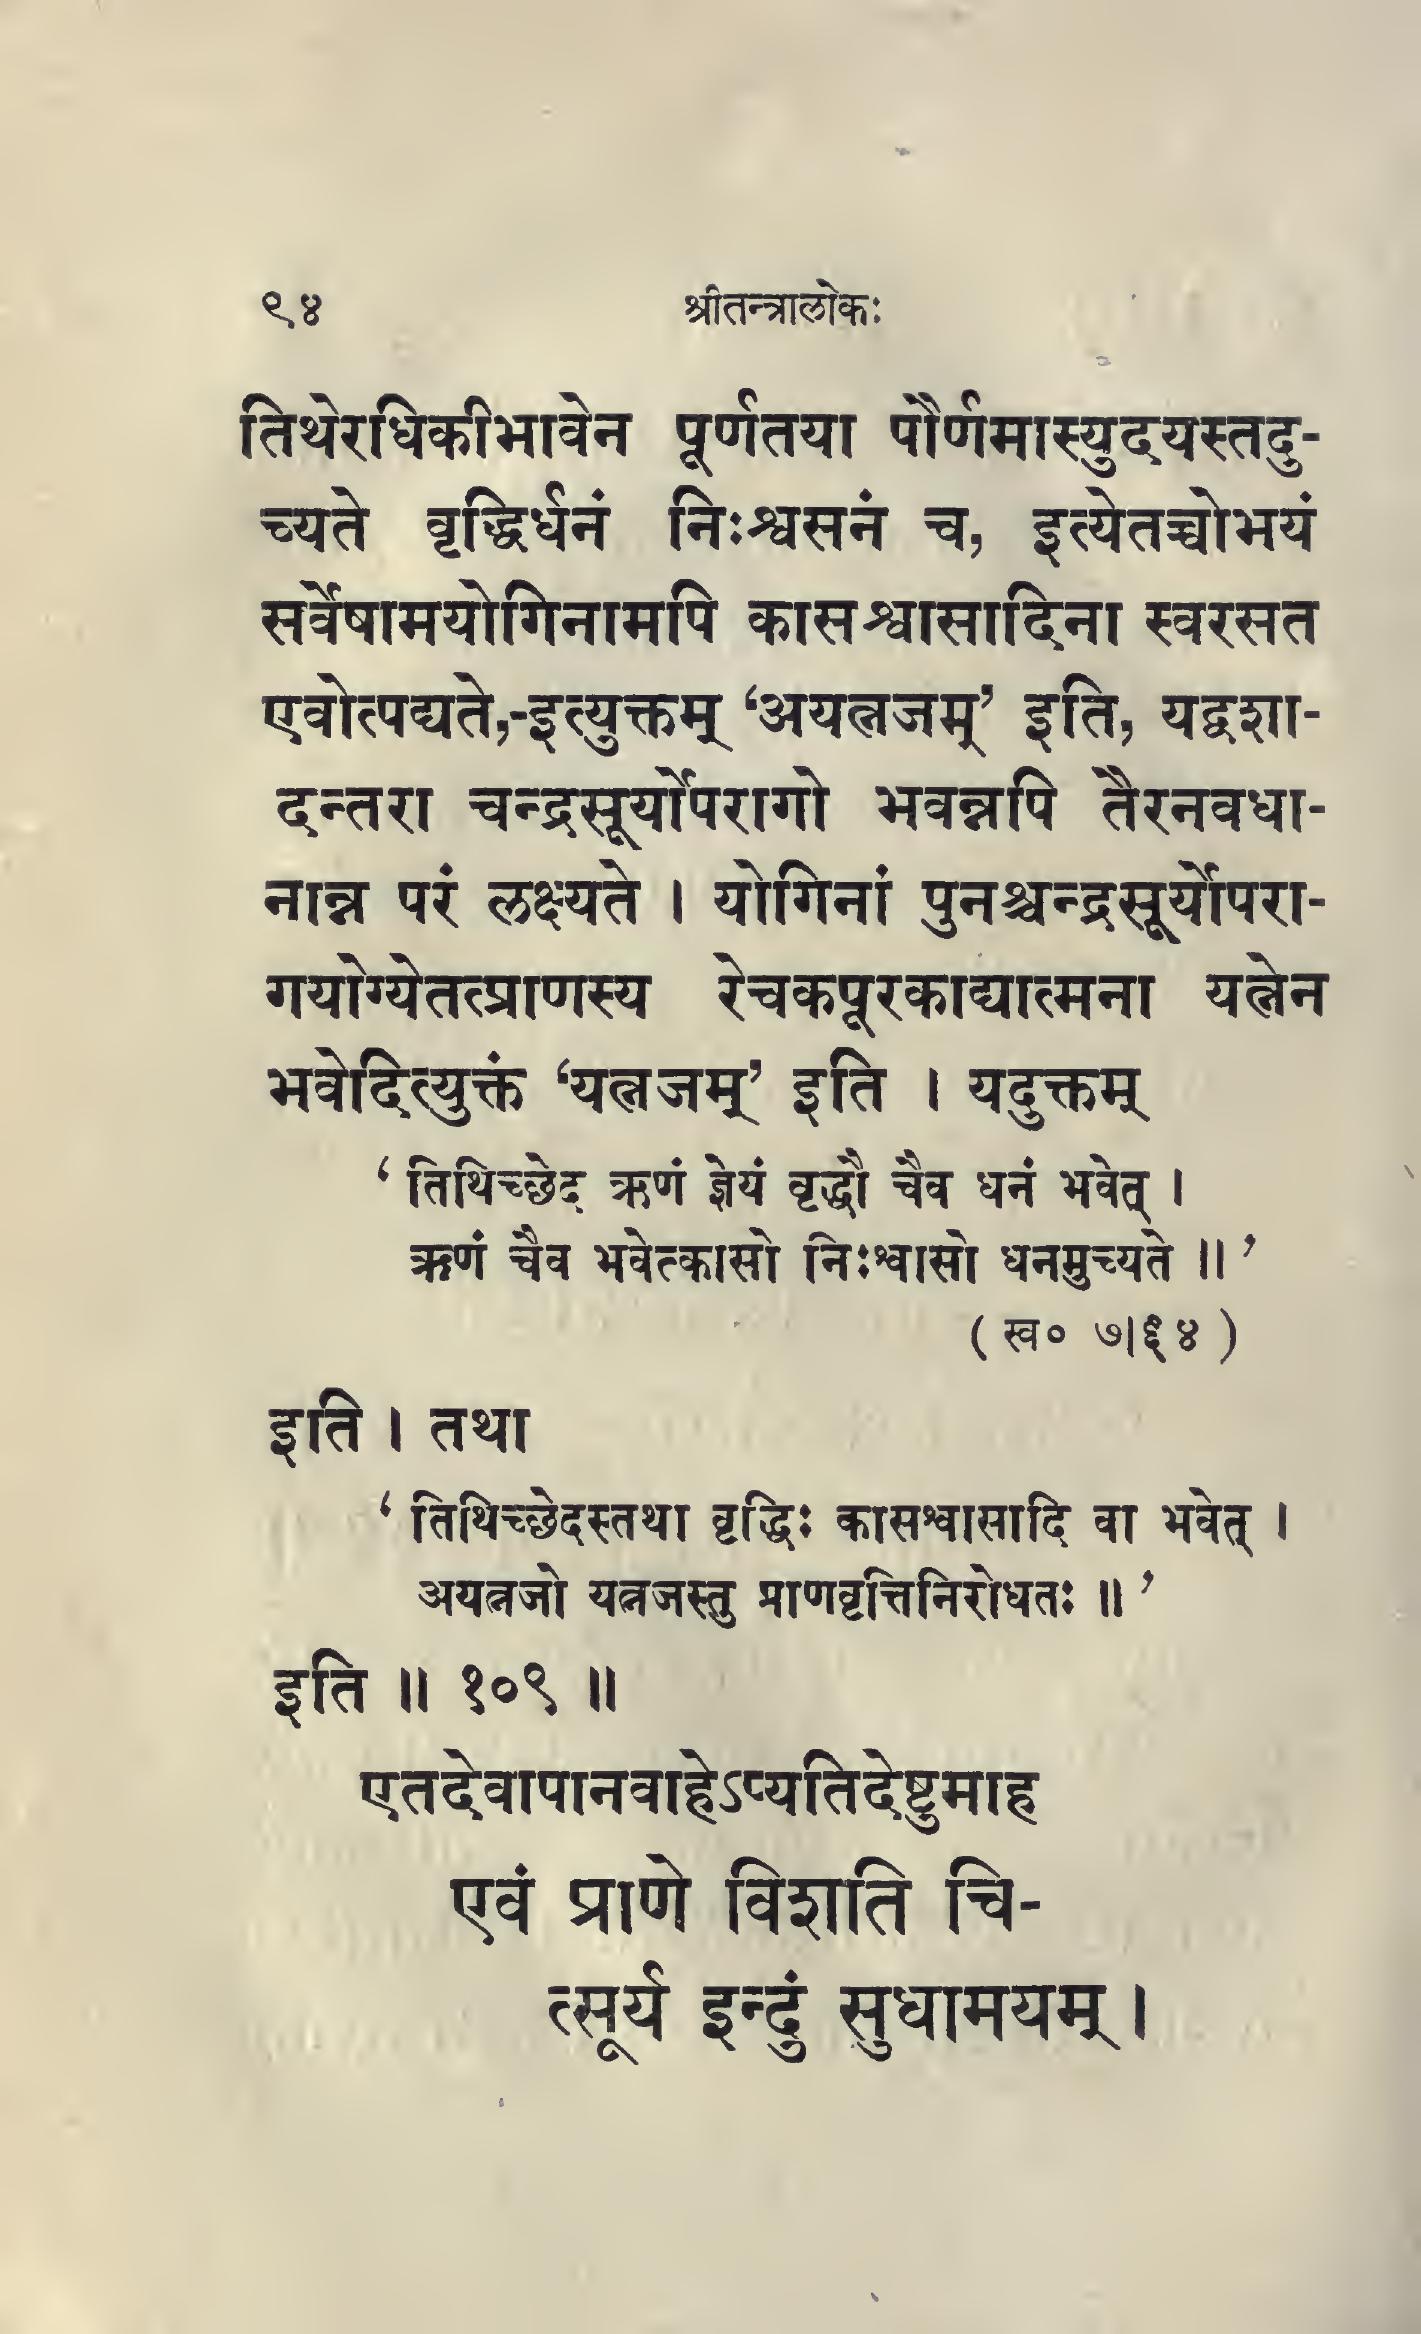 ९४ श्रीतन्त्रालोकः
तिथेरधिकीभावेन पूर्णतया पौर्णमास्युदयस्तदु-
च्यते वृद्धिर्धनं निःश्वसनं च, इत्येतच्चोभयं
सर्वेषामयोगिनामपि कासश्वासादिना स्वरसत
एवोत्पद्यते,-इत्युक्तम् ‘अयत्नजम्’ इति, यद्वशा-
दन्तरा चन्द्रसूर्योपरागो भवन्नपि तैरनवधा-
नान्न परं लक्ष्यते । योगिनां पुनश्चन्द्रसूर्योपरा-
गयोग्येतत्प्राणस्य रेचकपूरकाद्यात्मना यत्नेन
भवेदित्युक्तं ‘यत्नजम्’ इति । यदुक्तम्
‘ तिथिच्छेद ऋणं ज्ञेयं वृद्धौ चैव धनं भवेत् ।
ऋणं चैव भवेत्कासो निःश्वासो धनमुच्यते ॥ ’
( स्व० ७|६४ )
इति । तथा
‘ तिथिच्छेदस्तथा वृद्धिः कासश्वासादि वा भवेत् ।
अयत्नजो यत्नजस्तु प्राणवृत्तिनिरोधतः ॥ ’
इति ॥ १०९ ॥
एतदेवापानवाहेऽप्यतिदेष्टुमाह
एवं प्राणे विशति चि-
त्सूर्य इन्दुं सुधामयम् ।